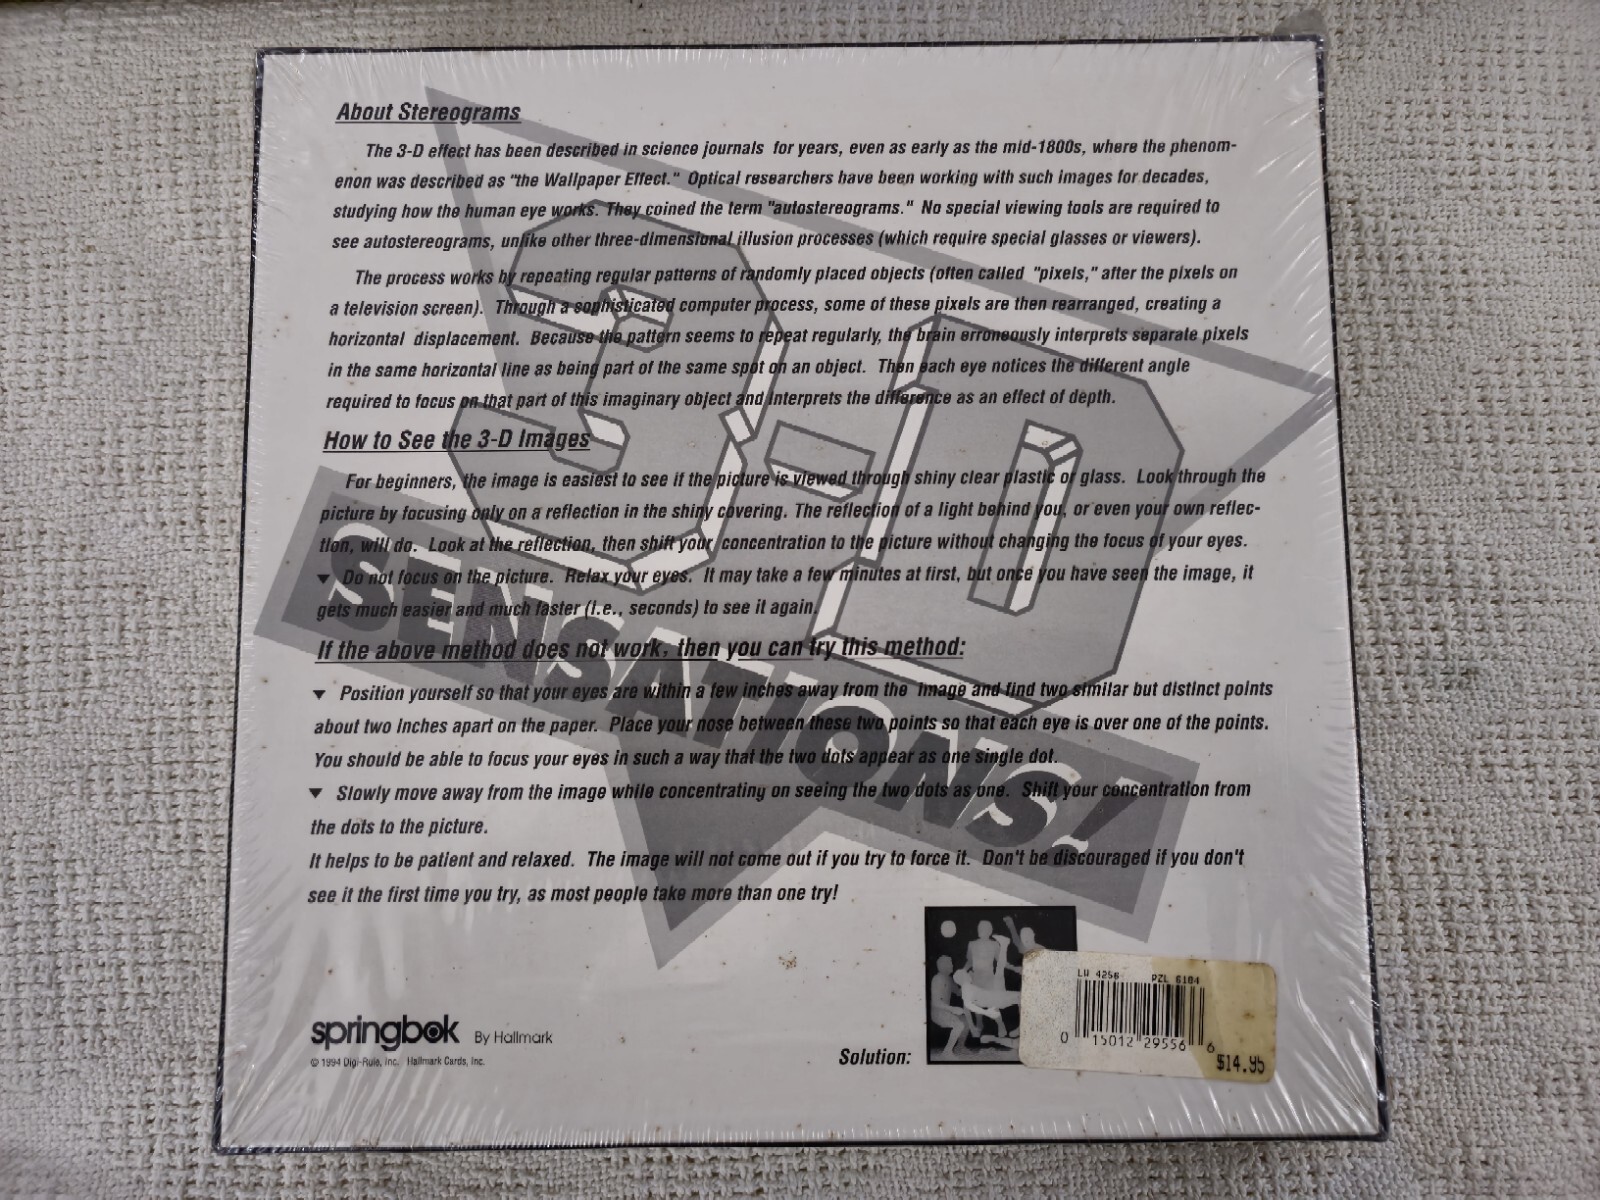 About Stereograms
The 3-D effect has been described in science journals for years, even as early as the mid-1800s, where the phenom-
enon was described as "the Wallpaper Effect." Optical researchers have been working with such images for decades,
studying how the human eye works. They coined the term "autostereograms." No special viewing tools are required to
see autostereograms, unlike other three-dimensional illusion processes (which require special glasses or viewers).
The process works by repeating regular patterns of randomly placed objects (often called "pixels," after the pixels on
a television screen). Through a sophisticated computer process, some of these pixels are then rearranged, creating a
horizontal displacement. Because the pattern seems to repeat regularly, the brain erroneously interprets separate pixels
in the same horizontal line as being part of the same spot on an object. Then each eye notices the different angle
required to focus on that part of this imaginary object and interprets the difference as an effect of depth.
How to See the 3-D Images
For beginners, the image is easiest to see if the picture is viewed through shiny clear plastic or glass. Look through the
picture by focusing only on a reflection in the shiny covering. The reflection of a light behind you, or even your own reflec-
tion, will do. Look at the reflection, then shift your concentration to the picture without changing the focus of your eyes.
▼ Do not focus on the picture. Relax your eyes. It may take a few minutes at first, but once you have seen the image, it
gets much easier and much faster (i.e., seconds) to see it again.
If the above method does not work, then you can try this method:
▼ Position yourself so that your eyes are within a few inches away from the image and find two similar but distinct points
about two inches apart on the paper. Place your nose between these two points so that each eye is over one of the points.
You should be able to focus your eyes in such a way that the two dots appear as one single dot.
▼ Slowly move away from the image while concentrating on seeing the two dots as one. Shift your concentration from
the dots to the picture.
It helps to be patient and relaxed. The image will not come out if you try to force it. Don't be discouraged if you don't
see it the first time you try, as most people take more than one try!
3-D
SENSATIONS!
springbok By Hallmark
© 1994 Digi-Rule, Inc. Hallmark Cards, Inc.
Solution:
LW 4256 PZL 6104
0 15012 29556 6
$14.95